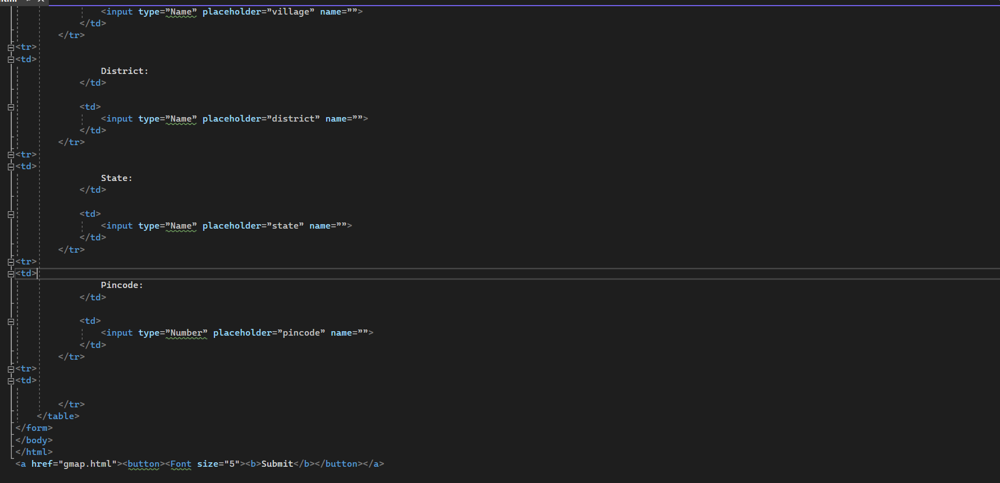 <input type=”Name” placeholder=”village” name=””>
</td>
</tr>
<tr>
<td>
District:
</td>
<td>
<input type=”Name” placeholder=”district” name=””>
</td>
</tr>
<tr>
<td>
State:
</td>
<td>
<input type=”Name” placeholder=”state” name=””>
</td>
</tr>
<tr>
<td>
Pincode:
</td>
<td>
<input type=”Number” placeholder=”pincode” name=””>
</td>
</tr>
<tr>
<td>
</tr>
</table>
</form>
</body>
</html>
<a href="gmap.html"><button><Font size="5"><b>Submit</b></button></a>